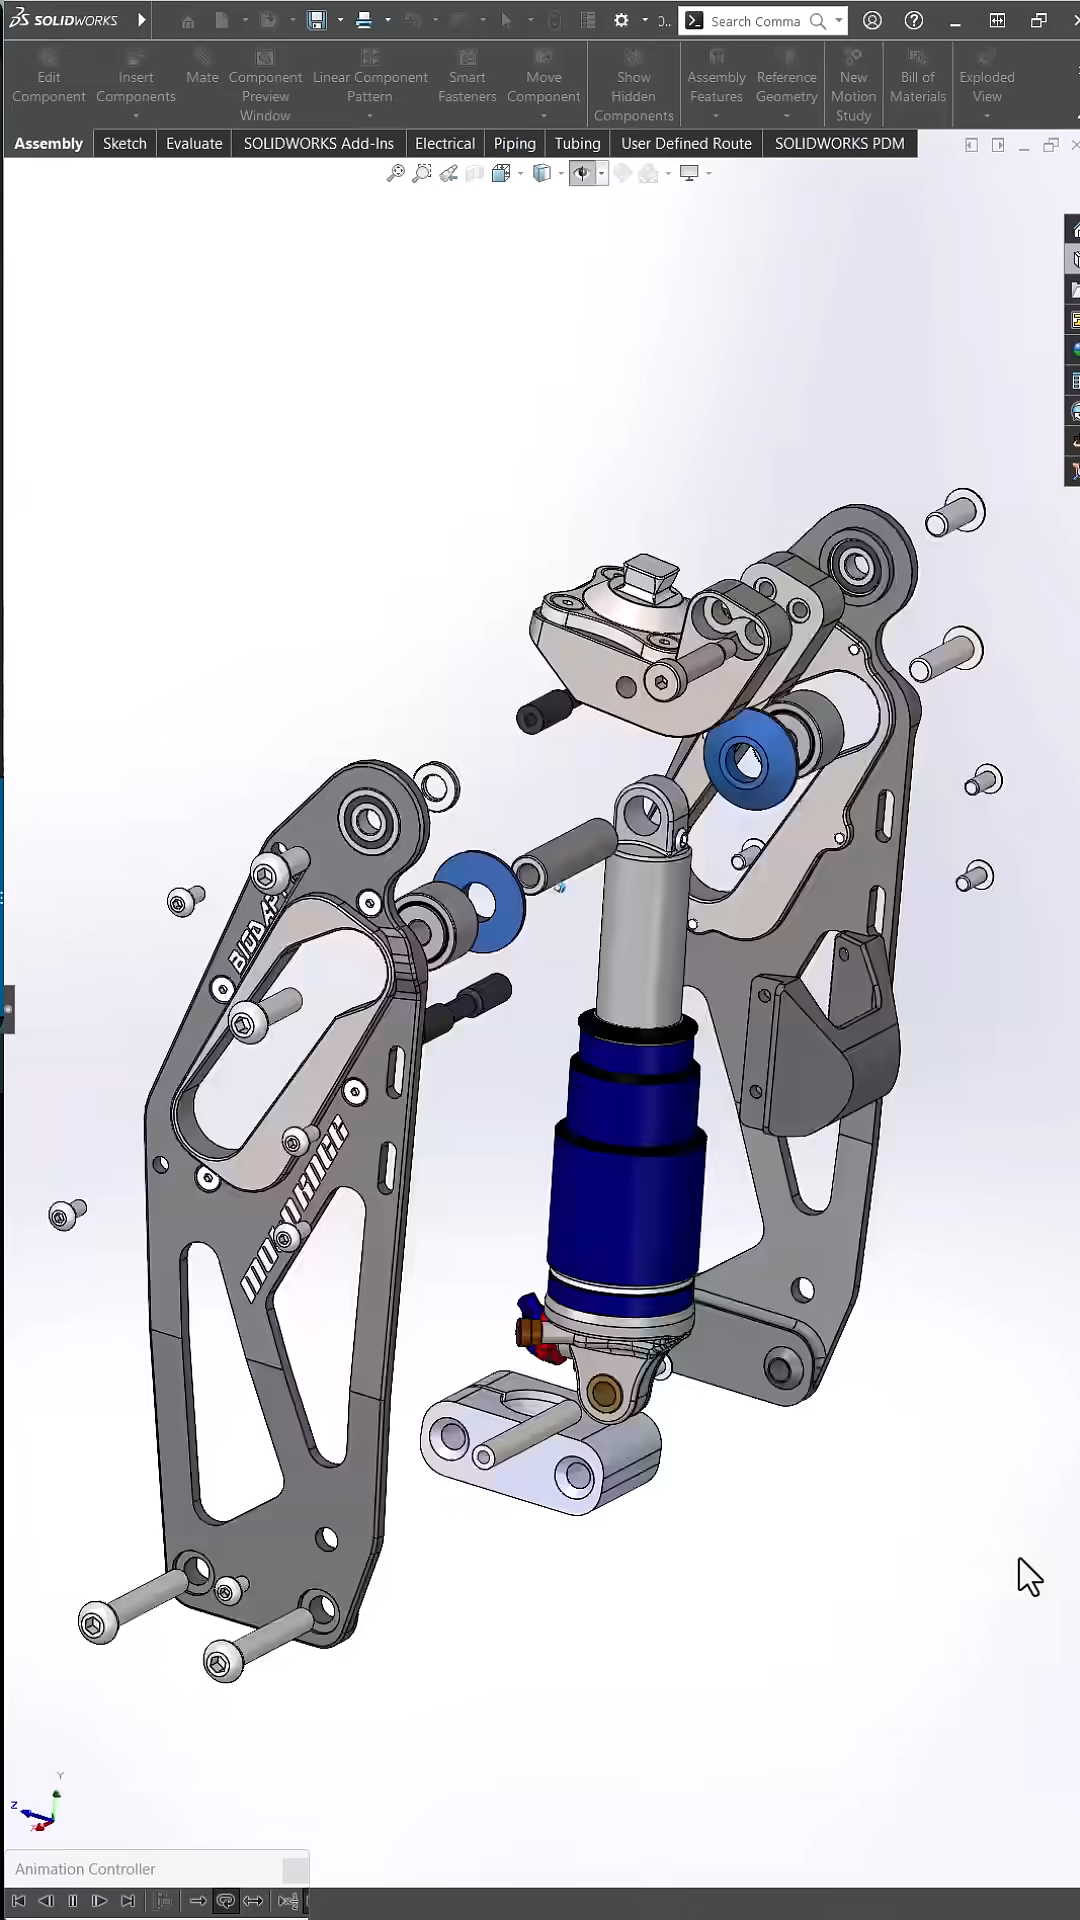 SOLIDWORKS
Search Comma
Edit Component
Insert Components
Mate
Component Preview Window
Linear Component Pattern
Smart Fasteners
Move Component
Show Hidden Components
Assembly Features
Reference Geometry
New Motion Study
Bill of Materials
Exploded View
Assembly
Sketch
Evaluate
SOLIDWORKS Add-Ins
Electrical
Piping
Tubing
User Defined Route
SOLIDWORKS PDM
Y
Z
Animation Controller